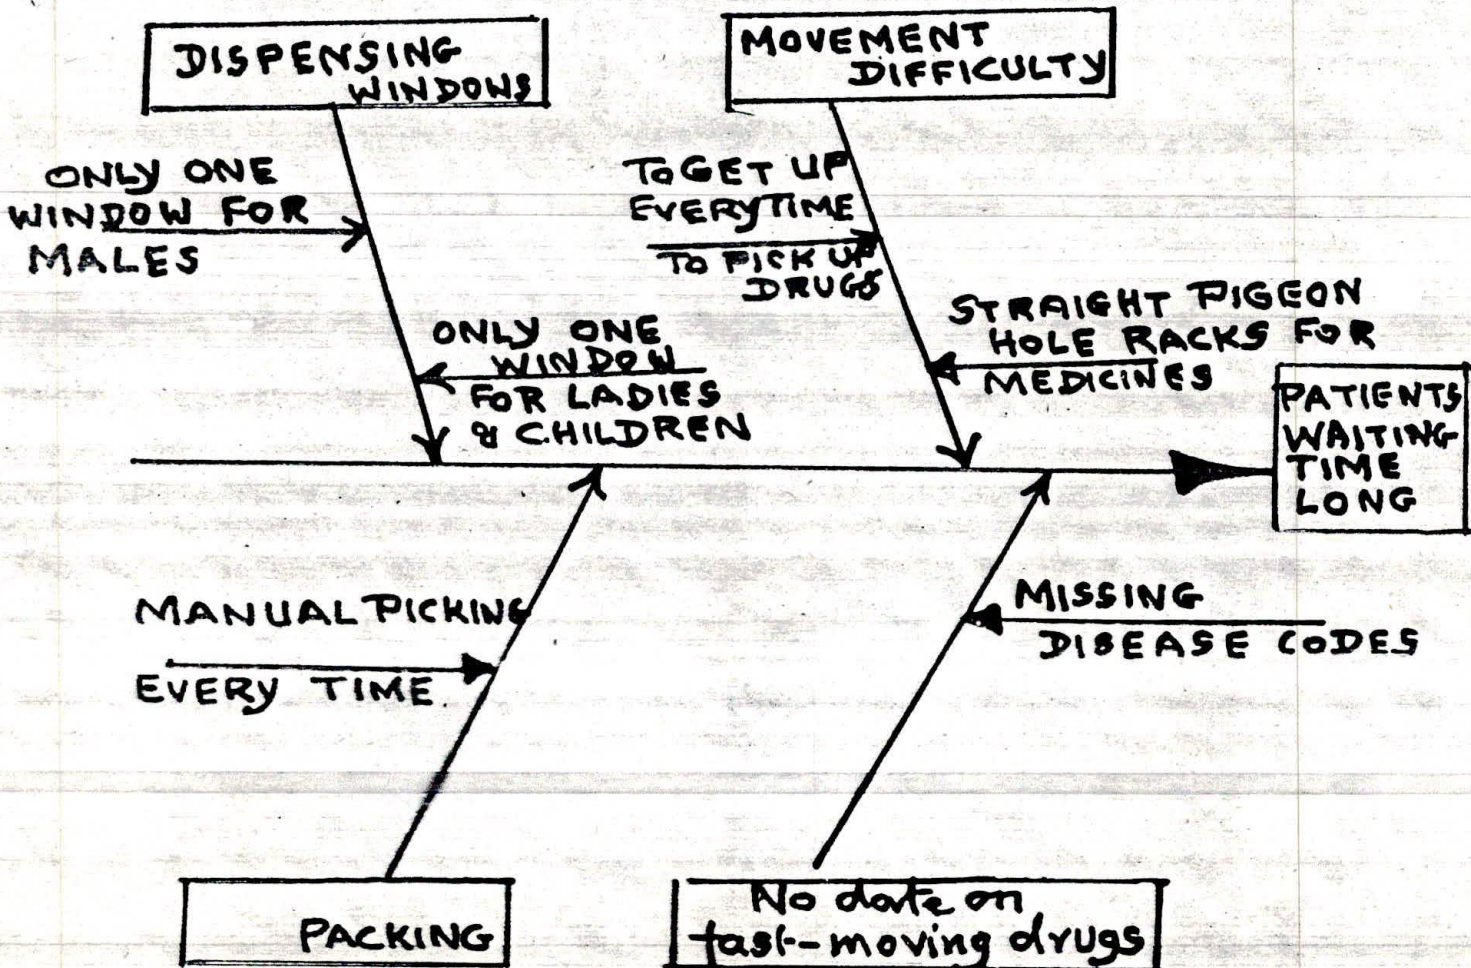 DISPENSING
WINDOWS
MOVEMENT
DIFFICULTY
ONLY ONE
WINDOW FOR
MALES
TO GET UP
EVERYTIME
TO PICK UP
DRUGS
ONLY ONE
WINDOW
FOR LADIES
& CHILDREN
STRAIGHT PIGEON
HOLE RACKS FOR
MEDICINES
PATIENTS
WAITING
TIME
LONG
MANUAL PICKING
EVERY TIME
MISSING
DISEASE CODES
PACKING
No date on
fast-moving drugs